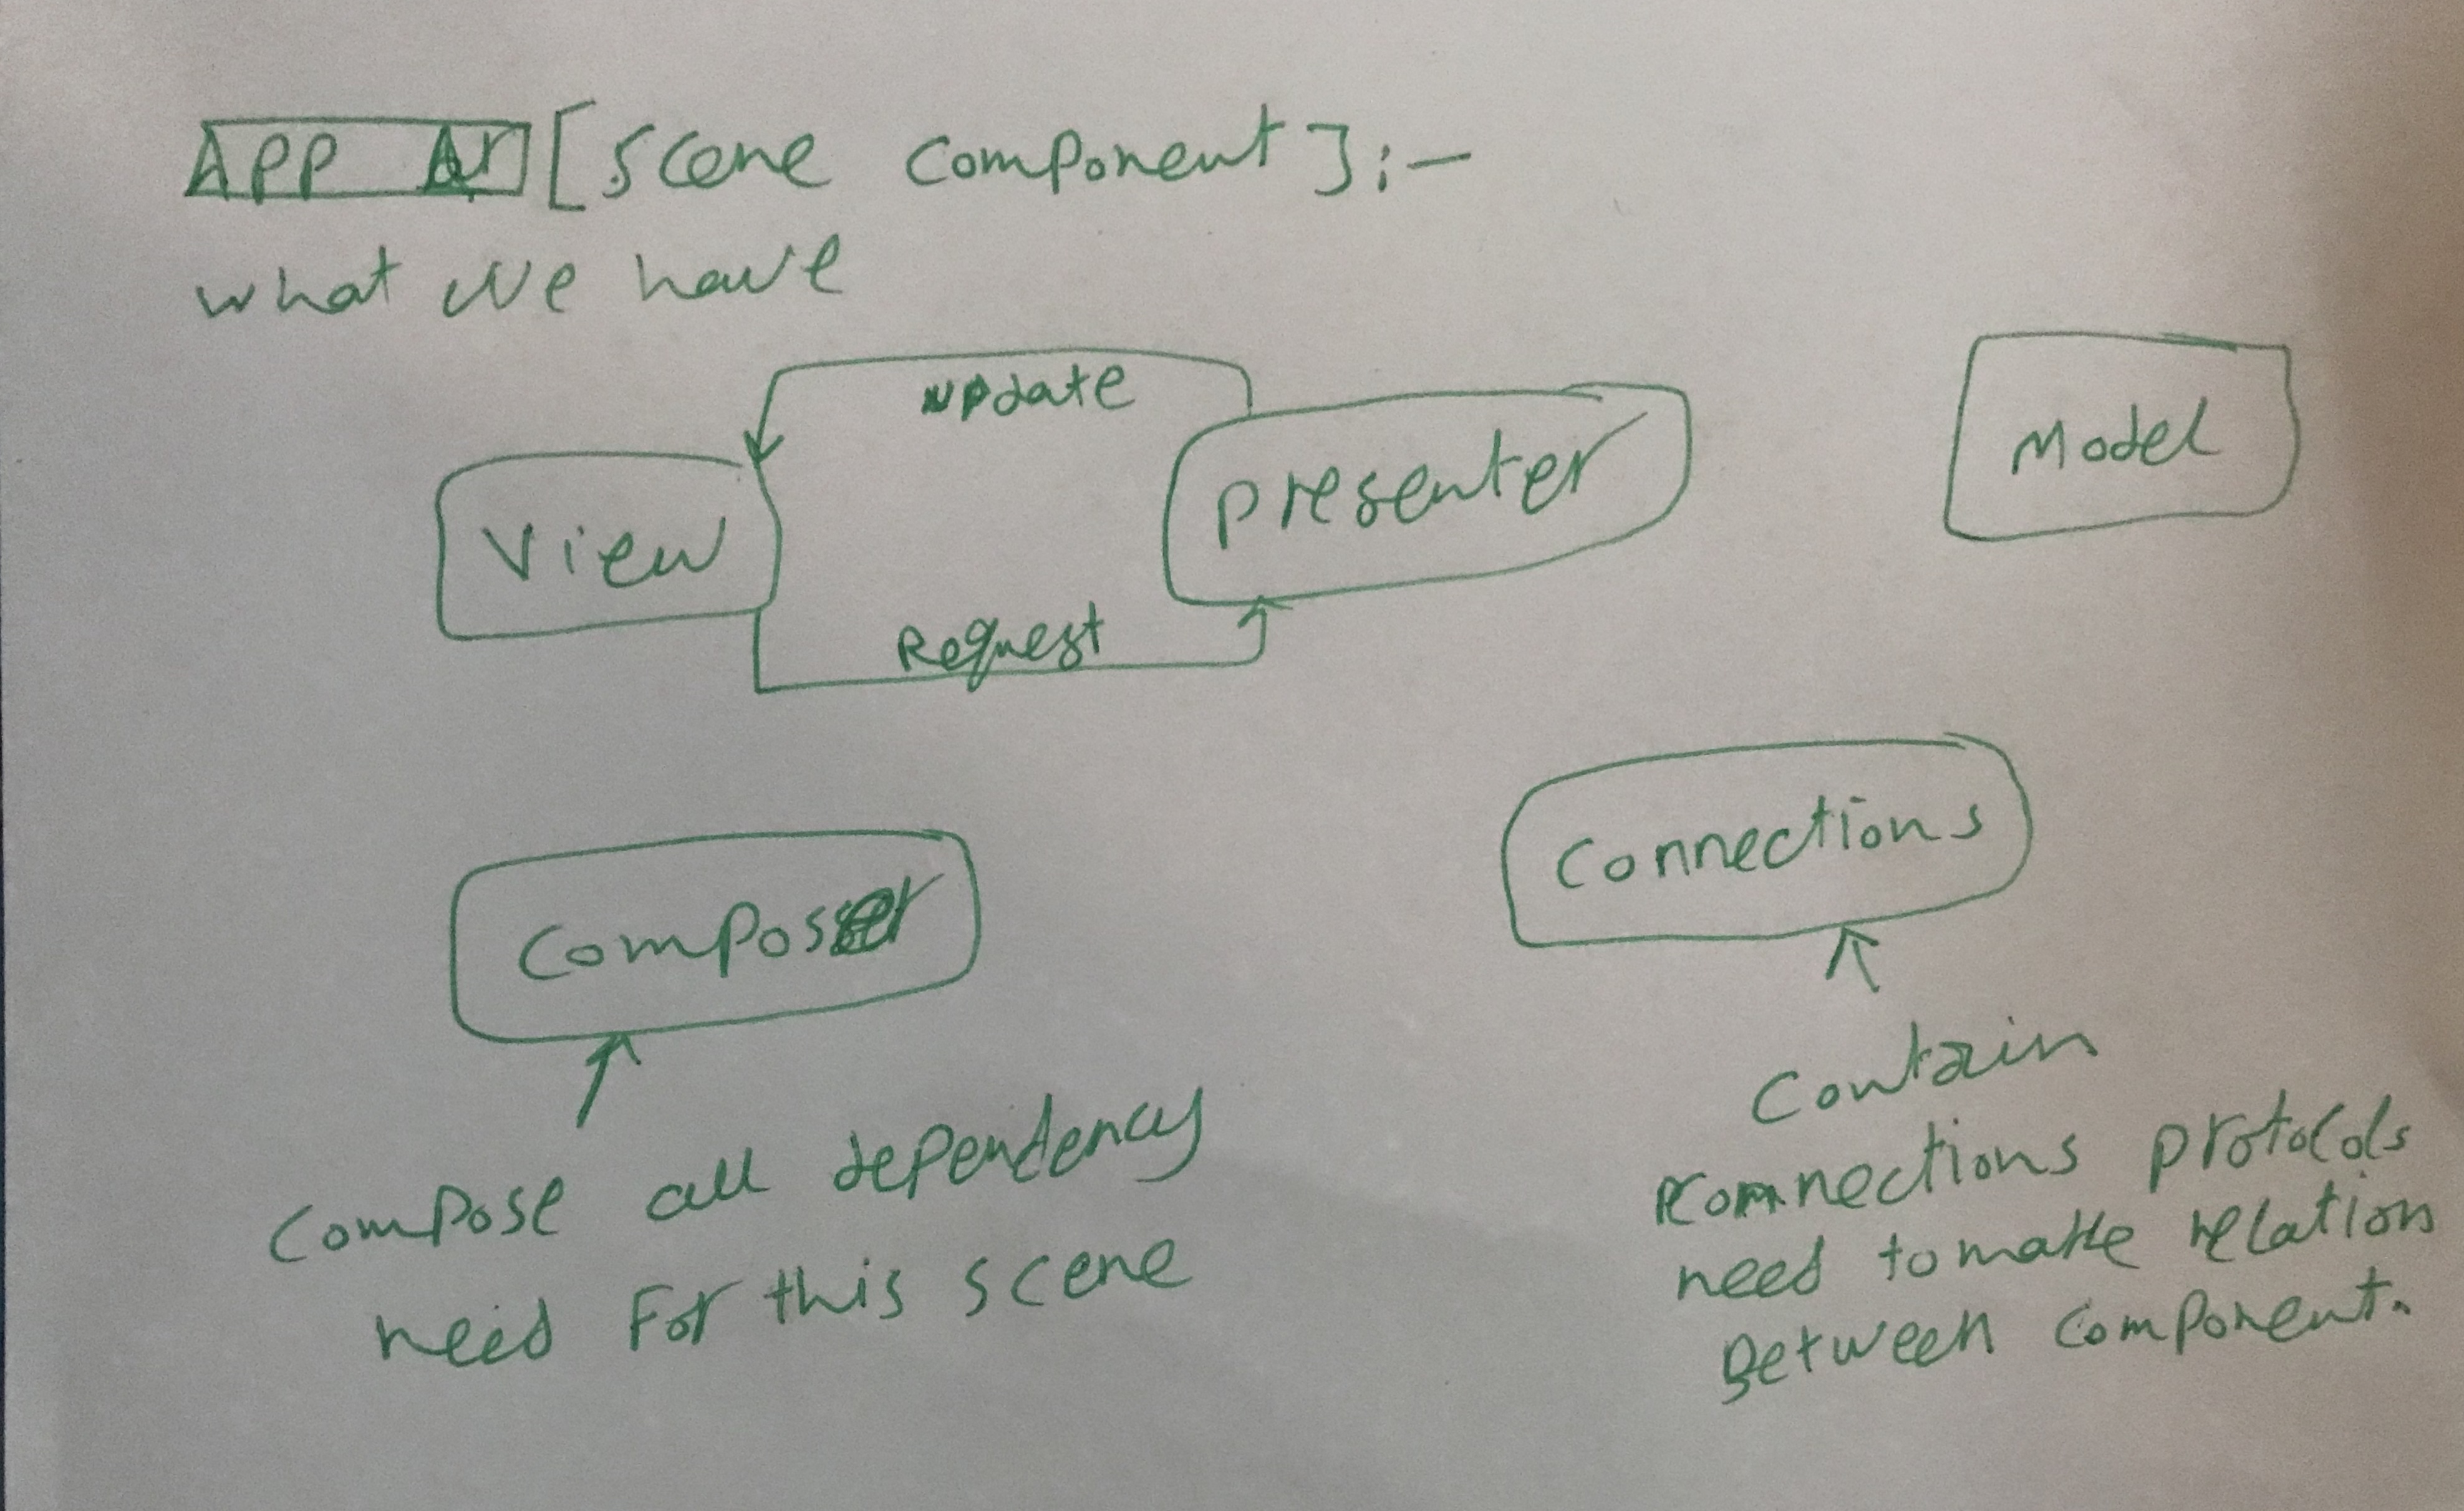 APP Ar [Scene Component] :-
what we have
update
View
Presenter
Model
Request
Composer
Connections
Compose all dependency
need For this scene
Contain
Connections protocols
need to make relation
Between component.